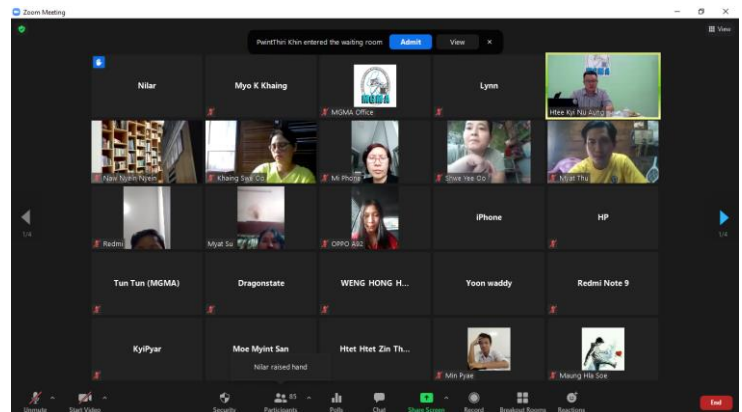 Zoom Meeting
View
PwintThiri Khin entered the waiting room Admit View
Nilar
Myo K Khaing
MGMA
MGMA Office
Lynn
Htee Kyi Nu Aung
Naw Nyein Nyein
Khaing Swe Oo
Mi Phone
Shwe Yee Oo
Myat Thu
1/4
1/4
Redmi
Myat Su
OPPO A92
iPhone
HP
Tun Tun (MGMA)
Dragonstate
WENG HONG H...
Yoon waddy
Redmi Note 9
KyiPyar
Moe Myint San
Htet Htet Zin Th...
Min Pyae
Maung Hla Soe
Nilar raised hand
Unmute
Start Video
Security
Participants
85
Polls
Chat
Share Screen
Record
Breakout Rooms
Reactions
End